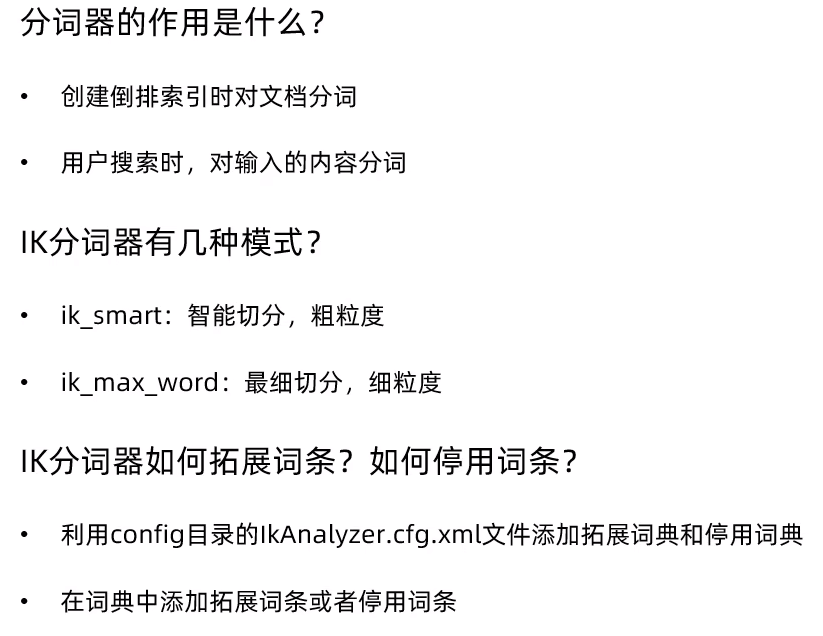 分词器的作用是什么？
• 创建倒排索引时对文档分词
• 用户搜索时，对输入的内容分词
IK分词器有几种模式？
• ik_smart：智能切分，粗粒度
• ik_max_word：最细切分，细粒度
IK分词器如何拓展词条？如何停用词条？
• 利用config目录的IkAnalyzer.cfg.xml文件添加拓展词典和停用词典
• 在词典中添加拓展词条或者停用词条